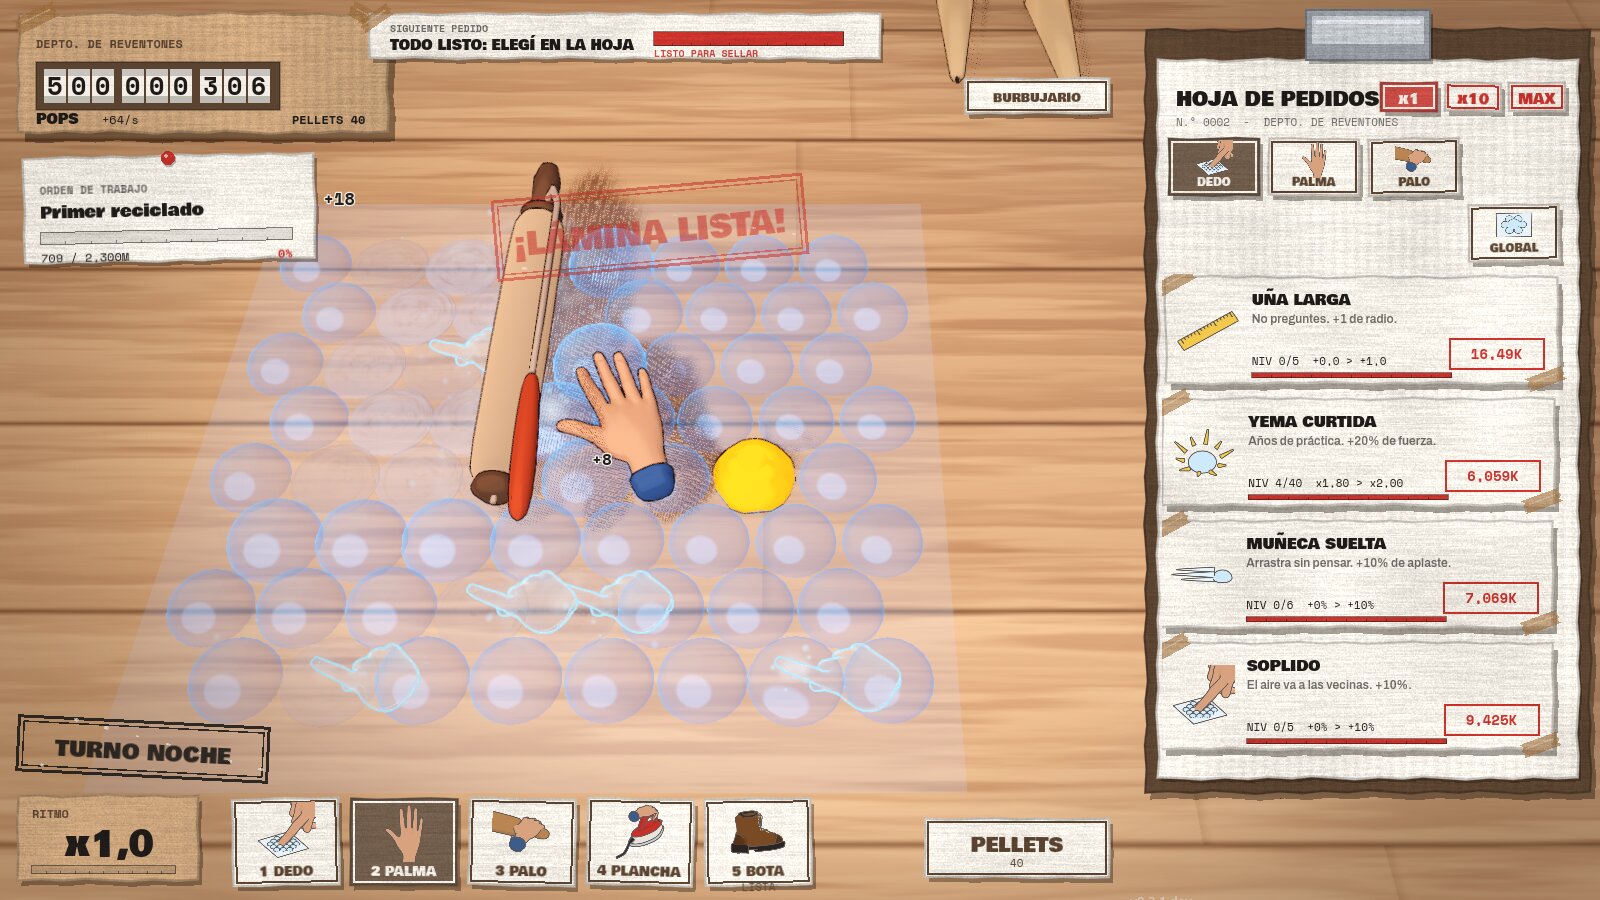 DEPTO. DE REVENTONES
500 000 306
POPS +64/s PELLETS 40
SIGUIENTE PEDIDO
TODO LISTO: ELEGÍ EN LA HOJA
LISTO PARA SELLAR
BURBUJARIO
ORDEN DE TRABAJO
Primer reciclado
709 / 2,300M 0%
+18
¡LÁMINA LISTA!
+8
HOJA DE PEDIDOS x1 x10 MAX
N.° 0002 - DEPTO. DE REVENTONES
DEDO PALMA PALO
GLOBAL
UÑA LARGA
No preguntes. +1 de radio.
NIV 0/5 +0,0 > +1,0 16,49K
YEMA CURTIDA
Años de práctica. +20% de fuerza.
NIV 4/40 x1,80 > x2,00 6,059K
MUÑECA SUELTA
Arrastra sin pensar. +10% de aplaste.
NIV 0/6 +0% > +10% 7,069K
SOPLIDO
El aire va a las vecinas. +10%.
NIV 0/5 +0% > +10% 9,425K
TURNO NOCHE
RITMO
x1,0
1 DEDO 2 PALMA 3 PALO 4 PLANCHA 5 BOTA
LISTA
PELLETS
40